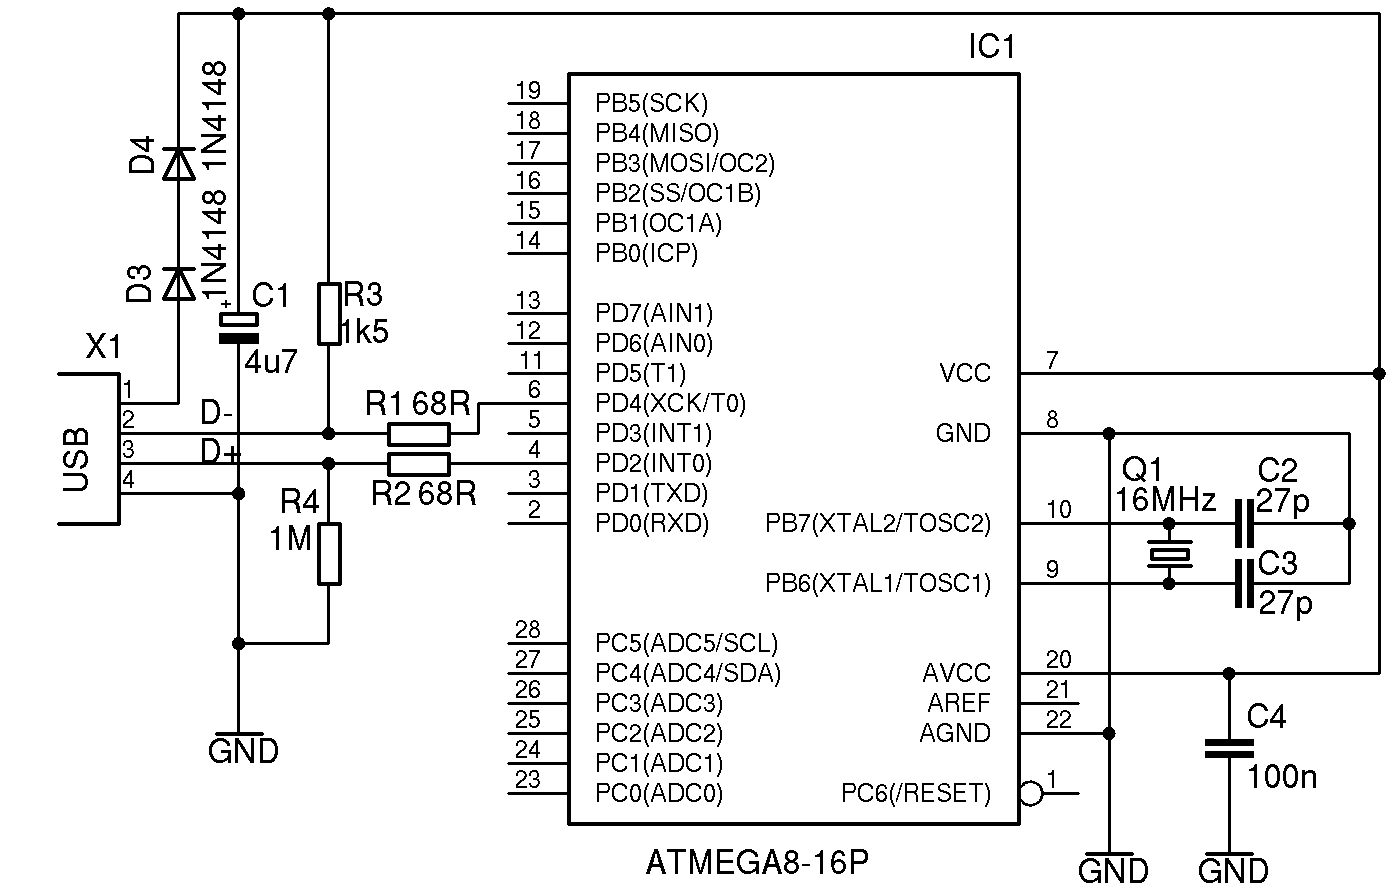 IC1
D4
1N4148
D3
1N4148
+
C1
4u7
R3
1k5
X1
USB
1
2
3
4
D-
D+
R1 68R
R2 68R
R4
1M
GND
19 PB5(SCK)
18 PB4(MISO)
17 PB3(MOSI/OC2)
16 PB2(SS/OC1B)
15 PB1(OC1A)
14 PB0(ICP)
13 PD7(AIN1)
12 PD6(AIN0)
11 PD5(T1)
6 PD4(XCK/T0)
5 PD3(INT1)
4 PD2(INT0)
3 PD1(TXD)
2 PD0(RXD)
28 PC5(ADC5/SCL)
27 PC4(ADC4/SDA)
26 PC3(ADC3)
25 PC2(ADC2)
24 PC1(ADC1)
23 PC0(ADC0)
VCC 7
GND 8
PB7(XTAL2/TOSC2) 10
PB6(XTAL1/TOSC1) 9
AVCC 20
AREF 21
AGND 22
PC6(/RESET) 1
Q1
16MHz
C2
27p
C3
27p
C4
100n
GND
GND
ATMEGA8-16P